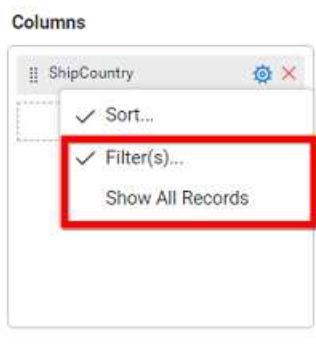 Columns
ShipCountry
Sort...
Filter(s)...
Show All Records